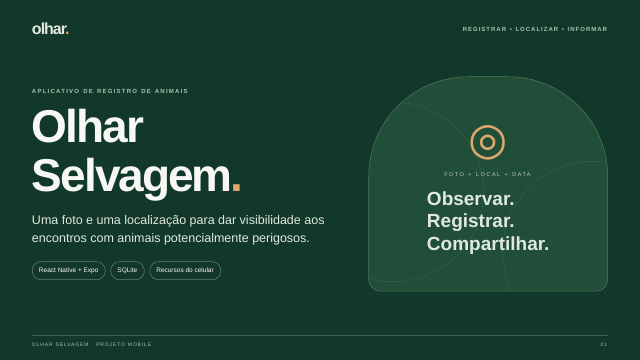 olhar.
REGISTRAR • LOCALIZAR • INFORMAR
APLICATIVO DE REGISTRO DE ANIMAIS
Olhar
Selvagem.
Uma foto e uma localização para dar visibilidade aos
encontros com animais potencialmente perigosos.
React Native + Expo
SQLite
Recursos do celular
FOTO + LOCAL + DATA
Observar.
Registrar.
Compartilhar.
OLHAR SELVAGEM · PROJETO MOBILE
01